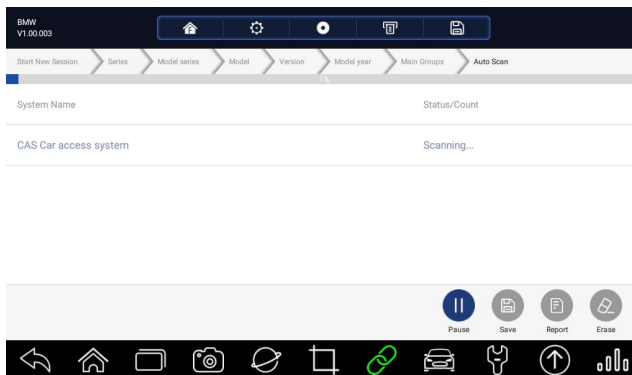 BMW
V1.00.003
Start New Session Series Model series Model Version Model year Main Groups Auto Scan
1%
System Name Status/Count
CAS Car access system Scanning...
Pause Save Report Erase